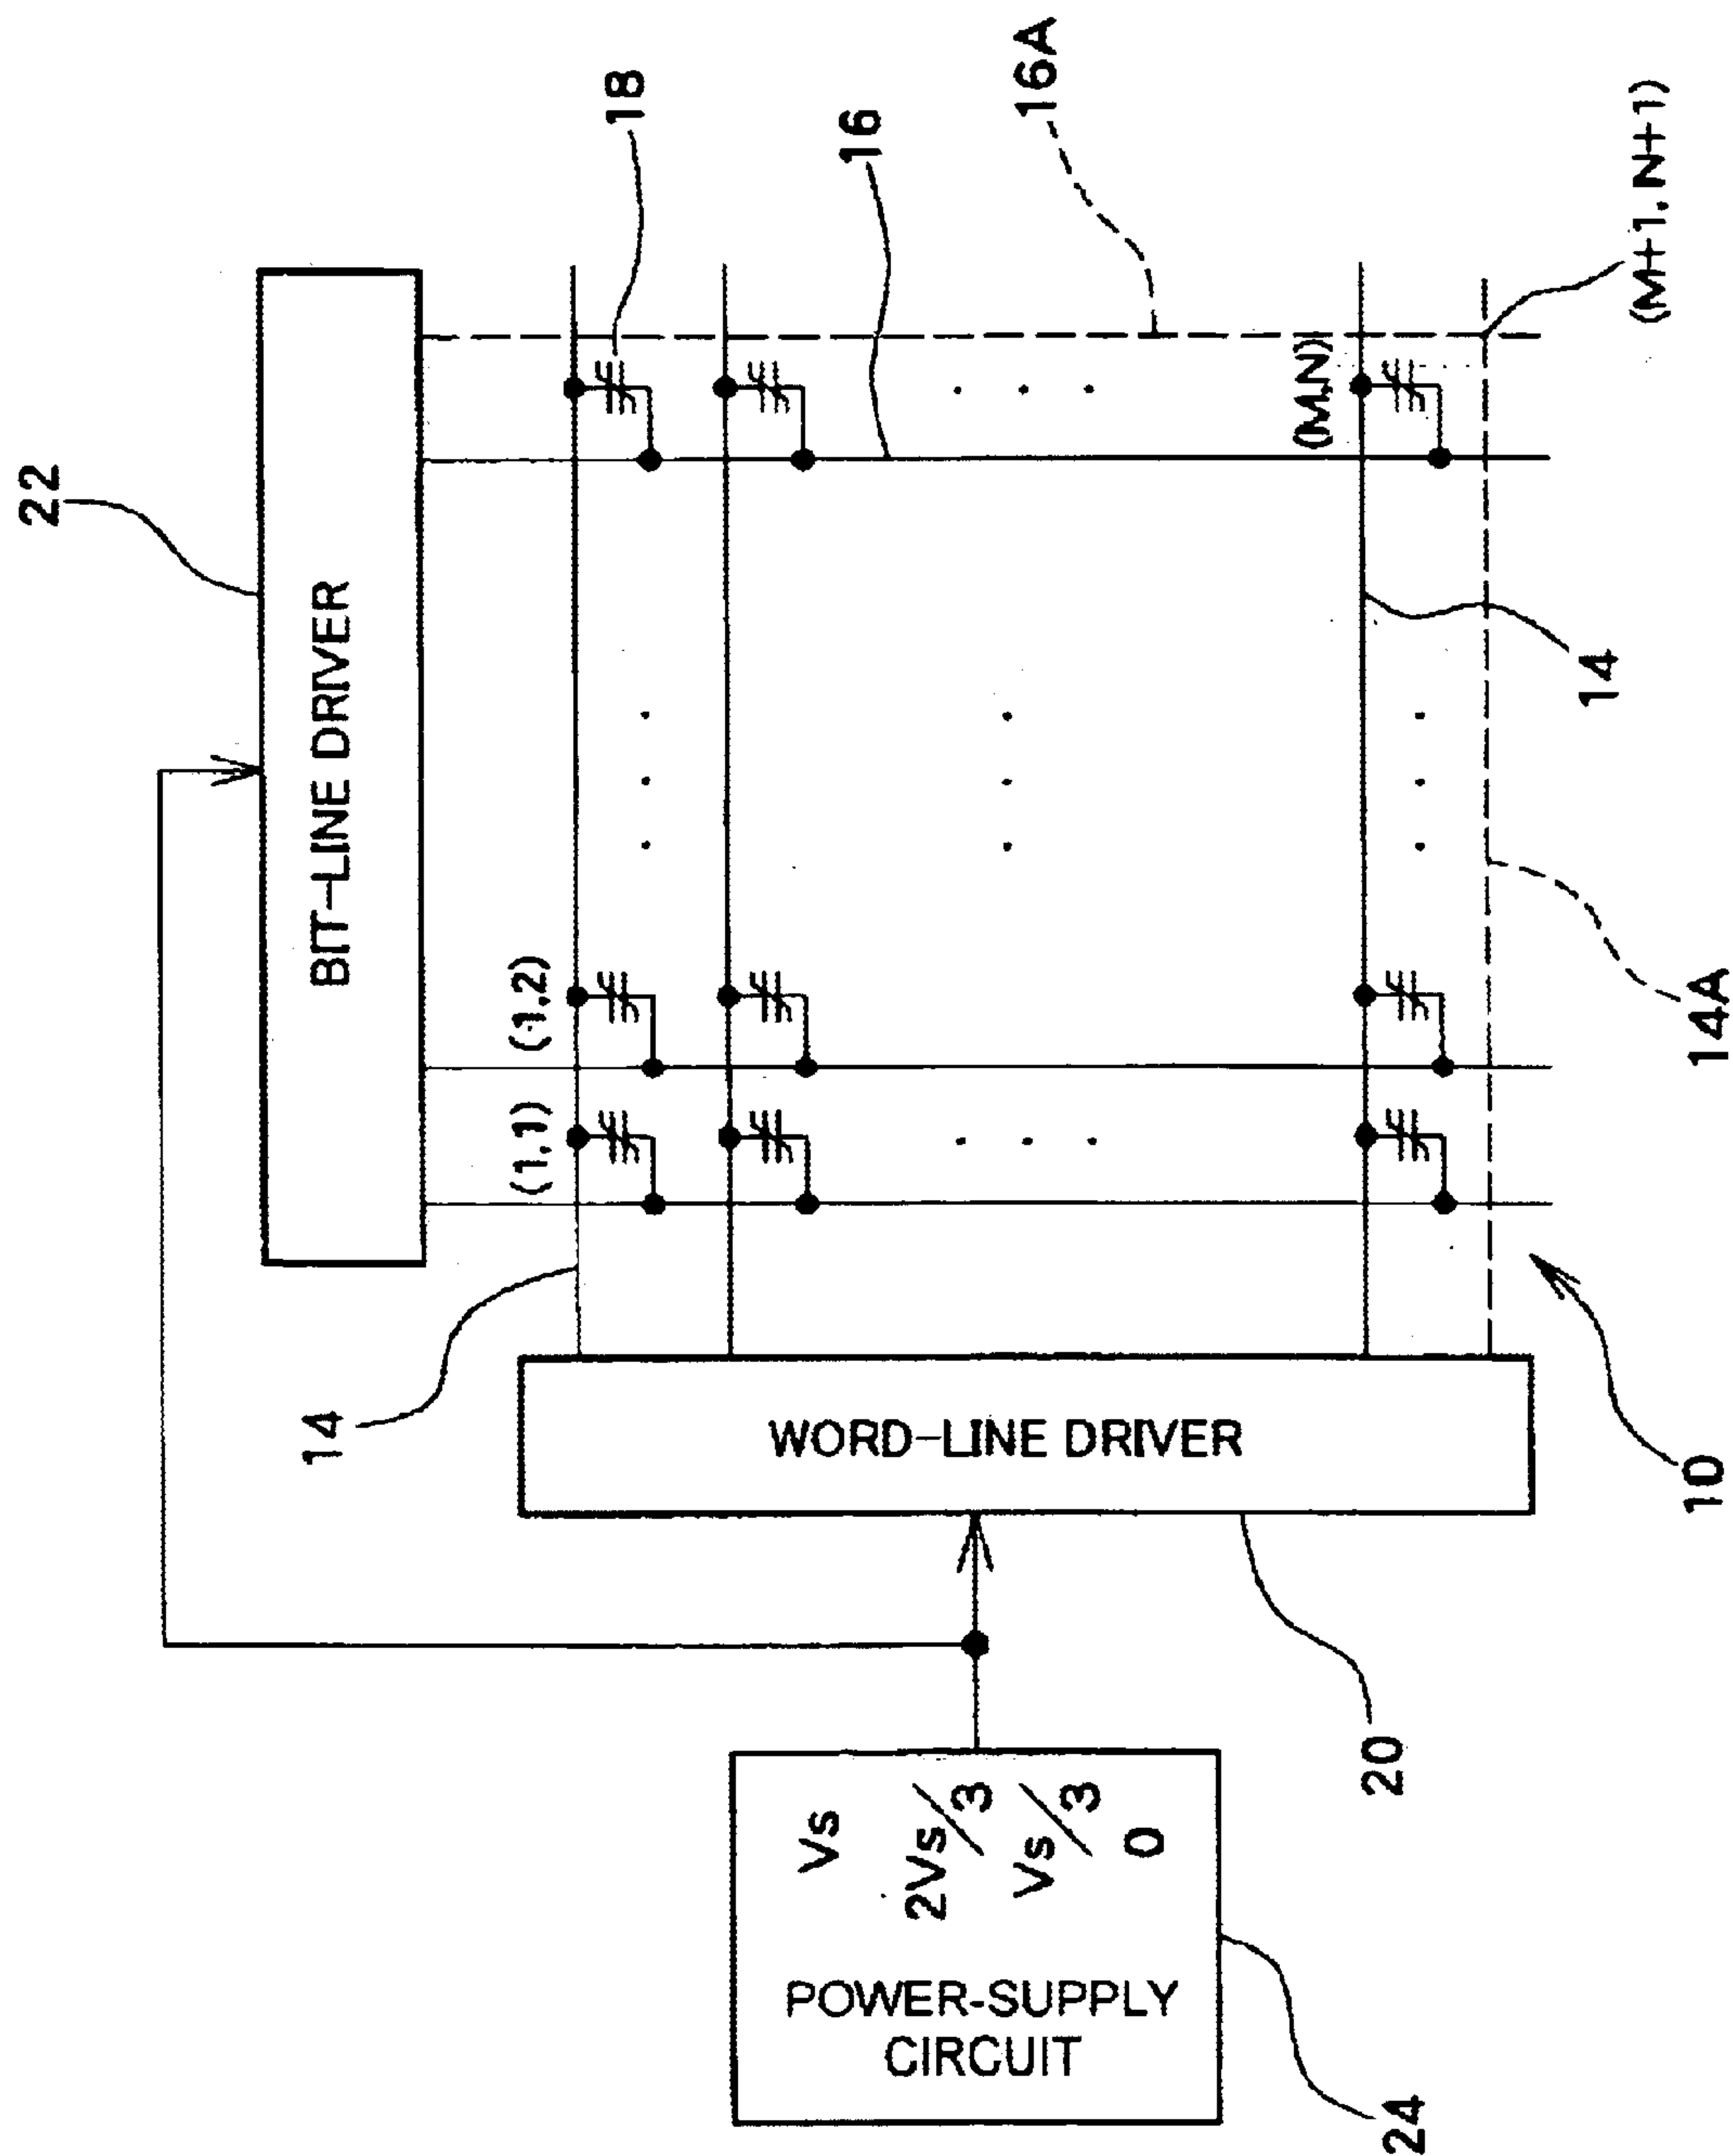 22
BIT-LINE DRIVER
18
16
16A
(1,1)
(1,2)
(M,N)
(M+1,N+1)
14
WORD-LINE DRIVER
14
14A
10
20
Vs
2Vs/3
Vs/3
0
POWER-SUPPLY
CIRCUIT
24